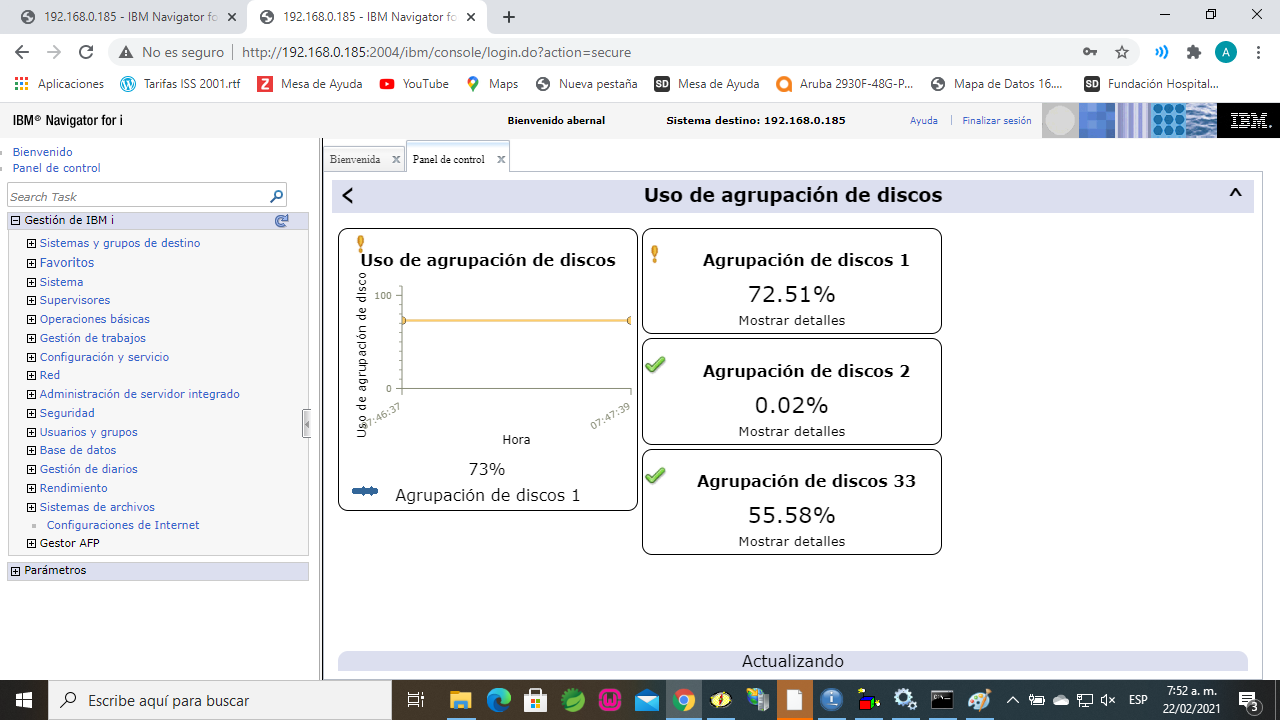 192.168.0.185 - IBM Navigator fo
192.168.0.185 - IBM Navigator fo
No es seguro
http://192.168.0.185:2004/ibm/console/login.do?action=secure
A
Aplicaciones
Tarifas ISS 2001.rtf
Z
Mesa de Ayuda
YouTube
Maps
Nueva pestaña
SD
Mesa de Ayuda
Aruba 2930F-48G-P...
Mapa de Datos 16....
SD
Fundación Hospital...
IBM® Navigator for i
Bienvenido abernal
Sistema destino: 192.168.0.185
Ayuda
Finalizar sesión
IBM.
Bienvenido
Panel de control
Search Task
Gestión de IBM i
Sistemas y grupos de destino
Favoritos
Sistema
Supervisores
Operaciones básicas
Gestión de trabajos
Configuración y servicio
Red
Administración de servidor integrado
Seguridad
Usuarios y grupos
Base de datos
Gestión de diarios
Rendimiento
Sistemas de archivos
Configuraciones de Internet
Gestor AFP
Parámetros
Bienvenida
Panel de control
Uso de agrupación de discos
Uso de agrupación de discos
Uso de agrupación de disco
100
0
07:46:37
07:47:39
Hora
73%
Agrupación de discos 1
Agrupación de discos 1
72.51%
Mostrar detalles
Agrupación de discos 2
0.02%
Mostrar detalles
Agrupación de discos 33
55.58%
Mostrar detalles
Actualizando
Escribe aquí para buscar
ESP
7:52 a. m.
22/02/2021
3